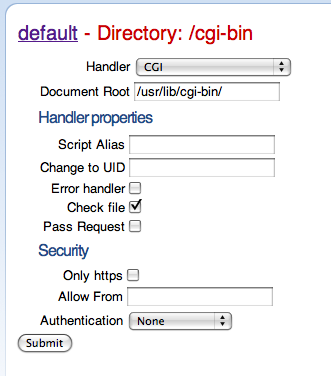 default - Directory: /cgi-bin
Handler CGI
Document Root /usr/lib/cgi-bin/
Handler properties
Script Alias
Change to UID
Error handler
Check file
Pass Request
Security
Only https
Allow From
Authentication None
Submit